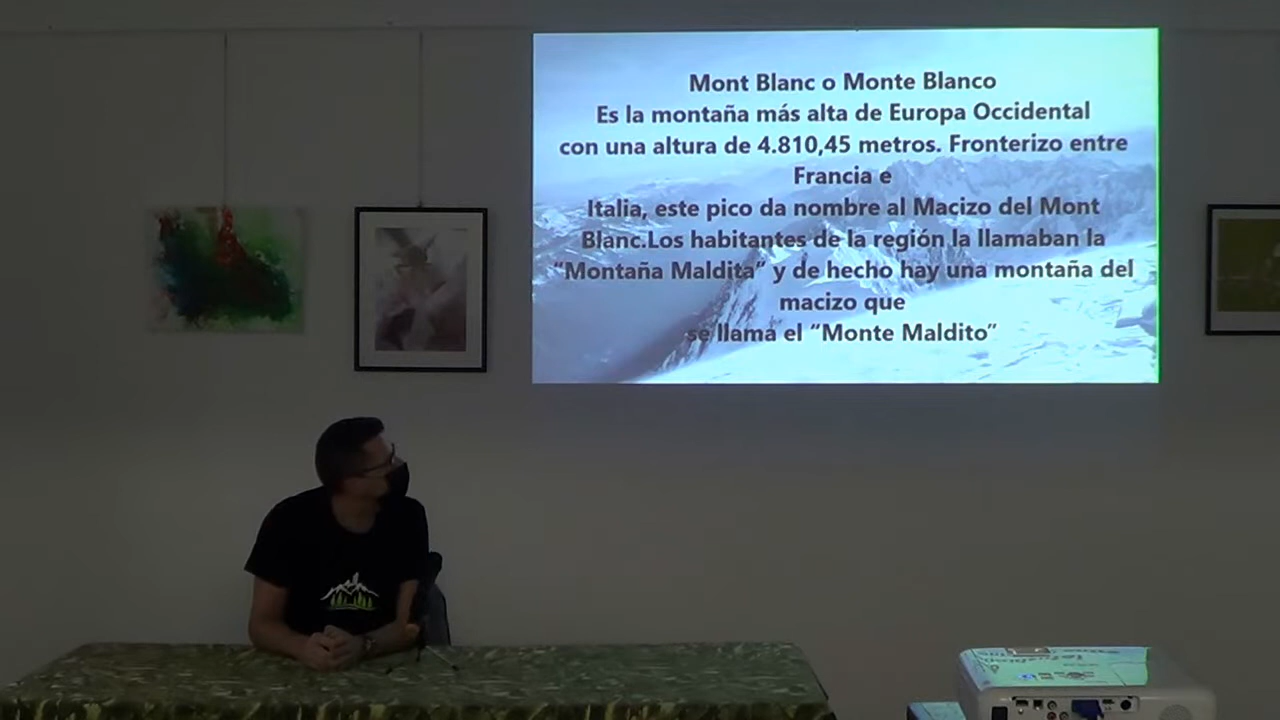 Mont Blanc o Monte Blanco
Es la montaña más alta de Europa Occidental
con una altura de 4.810,45 metros. Fronterizo entre
Francia e
Italia, este pico da nombre al Macizo del Mont
Blanc.Los habitantes de la región la llamaban la
“Montaña Maldita” y de hecho hay una montaña del
macizo que
se llama el “Monte Maldito”